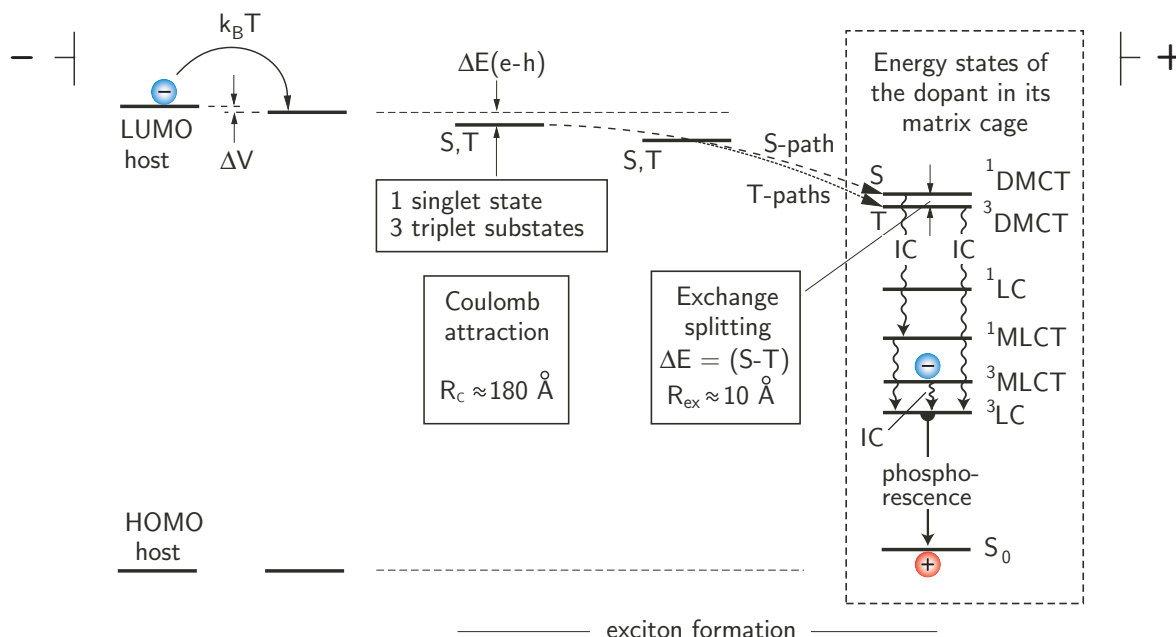 k_B T
−
+
ΔE(e-h)
Energy states of
the dopant in its
matrix cage
−
LUMO
host
ΔV
S,T
S,T
S-path
T-paths
S
T
¹DMCT
³DMCT
1 singlet state
3 triplet substates
IC
IC
Coulomb
attraction
R_C ≈180 Å
Exchange
splitting
ΔE = (S-T)
R_ex ≈10 Å
¹LC
¹MLCT
−
³MLCT
³LC
IC
phospho-
rescence
HOMO
host
S₀
+
exciton formation